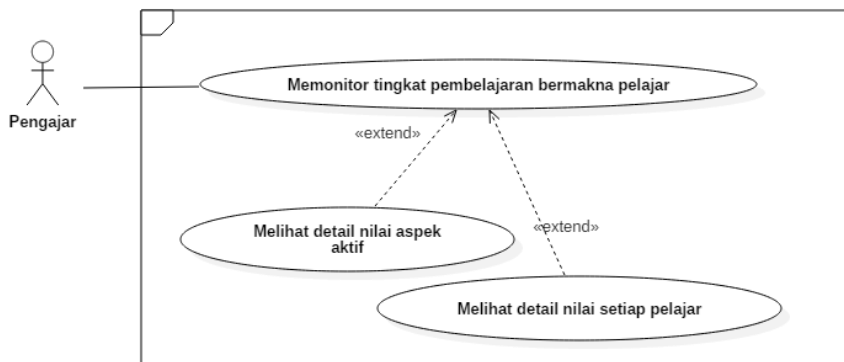 Memonitor tingkat pembelajaran bermakna pelajar
Pengajar
«extend»
Melihat detail nilai aspek
aktif
«extend»
Melihat detail nilai setiap pelajar